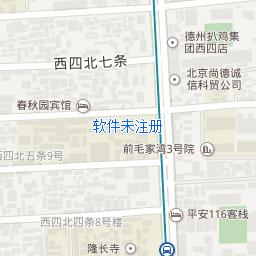 德州扒鸡集
团西四店
西四北七条
北京尚德诚
信科贸公司
春秋园宾馆
软件未注册
前毛家湾3号院
西四北五条9号
西四北四条8号楼
平安116客栈
隆长寺